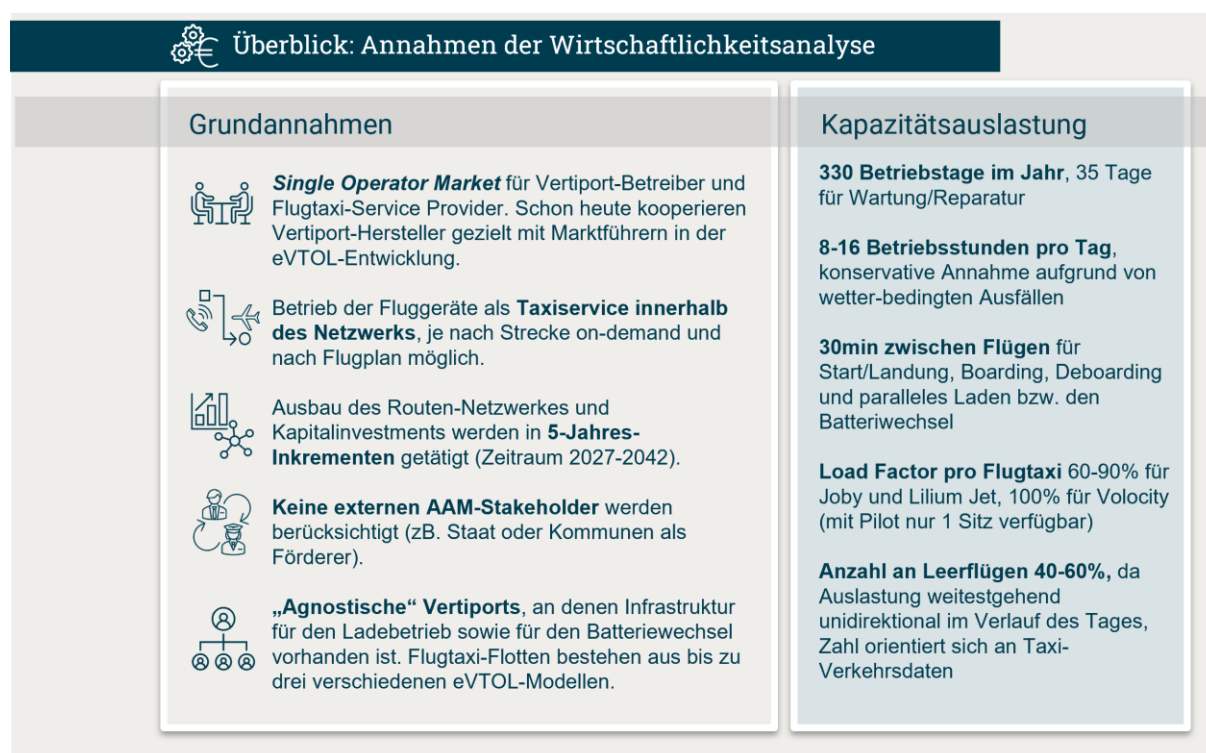 Überblick: Annahmen der Wirtschaftlichkeitsanalyse
Grundannahmen
Single Operator Market für Vertiport-Betreiber und
Flugtaxi-Service Provider. Schon heute kooperieren
Vertiport-Hersteller gezielt mit Marktführern in der
eVTOL-Entwicklung.
Betrieb der Fluggeräte als Taxiservice innerhalb
des Netzwerks, je nach Strecke on-demand und
nach Flugplan möglich.
Ausbau des Routen-Netzwerkes und
Kapitalinvestments werden in 5-Jahres-
Inkrementen getätigt (Zeitraum 2027-2042).
Keine externen AAM-Stakeholder werden
berücksichtigt (zB. Staat oder Kommunen als
Förderer).
„Agnostische“ Vertiports, an denen Infrastruktur
für den Ladebetrieb sowie für den Batteriewechsel
vorhanden ist. Flugtaxi-Flotten bestehen aus bis zu
drei verschiedenen eVTOL-Modellen.
Kapazitätsauslastung
330 Betriebstage im Jahr, 35 Tage
für Wartung/Reparatur
8-16 Betriebsstunden pro Tag,
konservative Annahme aufgrund von
wetter-bedingten Ausfällen
30min zwischen Flügen für
Start/Landung, Boarding, Deboarding
und paralleles Laden bzw. den
Batteriwechsel
Load Factor pro Flugtaxi 60-90% für
Joby und Lilium Jet, 100% für Volocity
(mit Pilot nur 1 Sitz verfügbar)
Anzahl an Leerflügen 40-60%, da
Auslastung weitestgehend
unidirektional im Verlauf des Tages,
Zahl orientiert sich an Taxi-
Verkehrsdaten